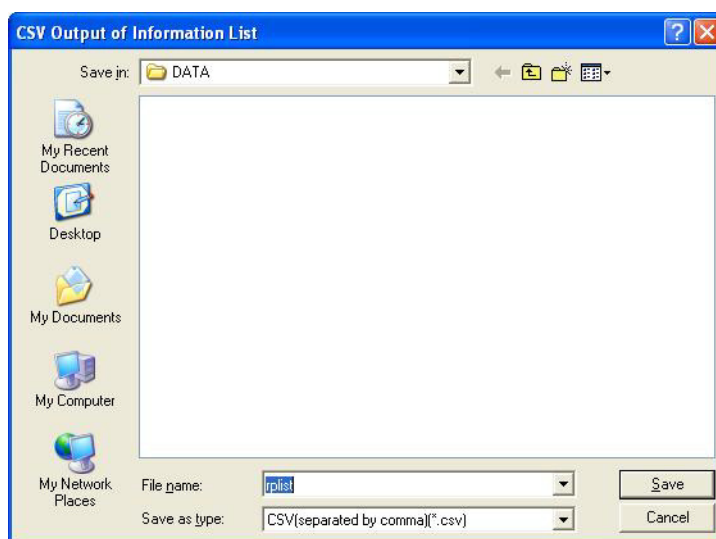 CSV Output of Information List
Save in: DATA
My Recent
Documents
Desktop
My Documents
My Computer
My Network
Places
File name: rplist Save
Save as type: CSV(separated by comma)(*.csv) Cancel